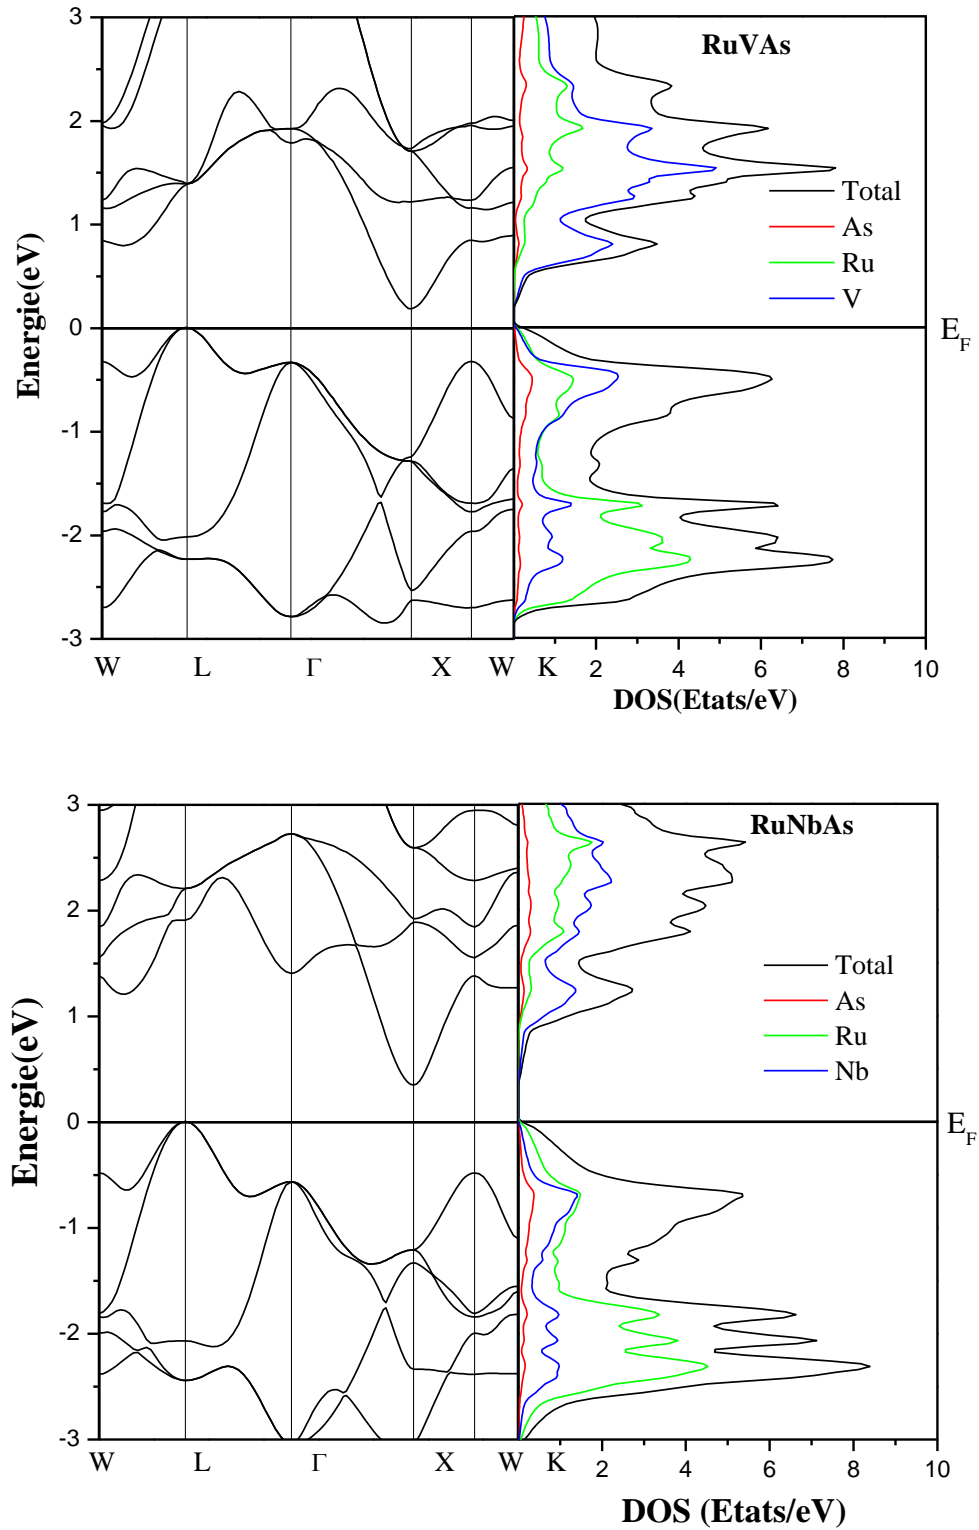 RuVAs
3
2
1
0
-1
-2
-3
Energie(eV)
Total
As
Ru
V
E_F
W L Γ X W K 2 4 6 8 10
DOS(Etats/eV)
RuNbAs
3
2
1
0
-1
-2
-3
Energie(eV)
Total
As
Ru
Nb
E_F
W L Γ X W K 2 4 6 8 10
DOS (Etats/eV)